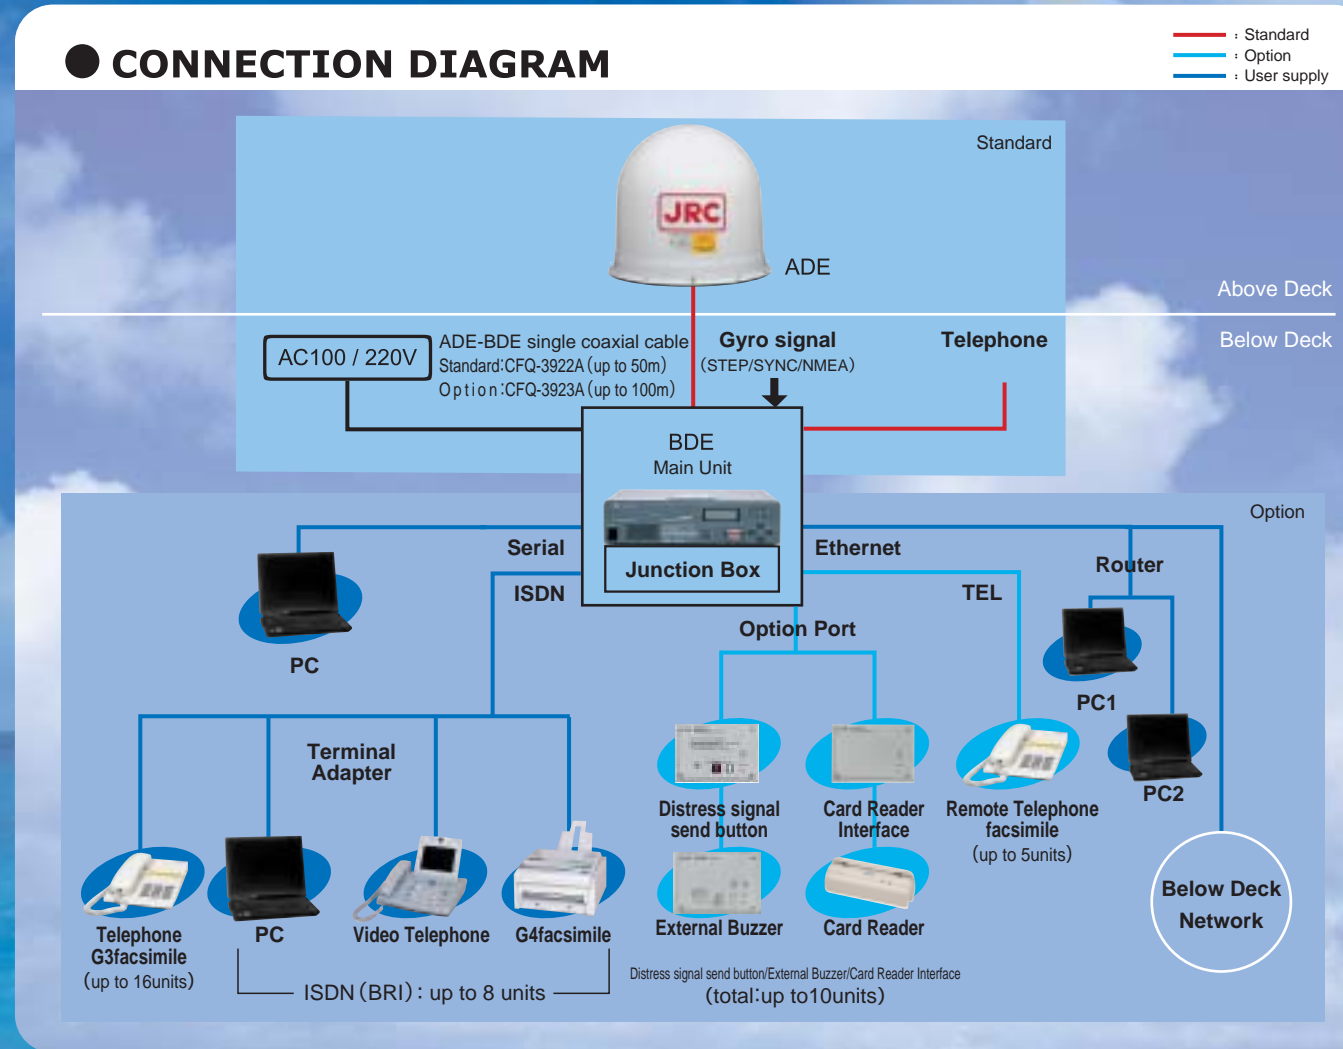 CONNECTION DIAGRAM
: Standard
: Option
: User supply
Standard
JRC
ADE
Above Deck
Below Deck
AC100 / 220V
ADE-BDE single coaxial cable
Standard:CFQ-3922A (up to 50m)
Option:CFQ-3923A (up to 100m)
Gyro signal
(STEP/SYNC/NMEA)
Telephone
BDE
Main Unit
Junction Box
Option
Serial
ISDN
Ethernet
TEL
Router
Option Port
PC
PC1
PC2
Terminal
Adapter
Distress signal
send button
Card Reader
Interface
Remote Telephone
facsimile
(up to 5units)
Below Deck
Network
Telephone
G3facsimile
(up to 16units)
PC
Video Telephone
G4facsimile
External Buzzer
Card Reader
ISDN (BRI) : up to 8 units
Distress signal send button/External Buzzer/Card Reader Interface
(total:up to10units)